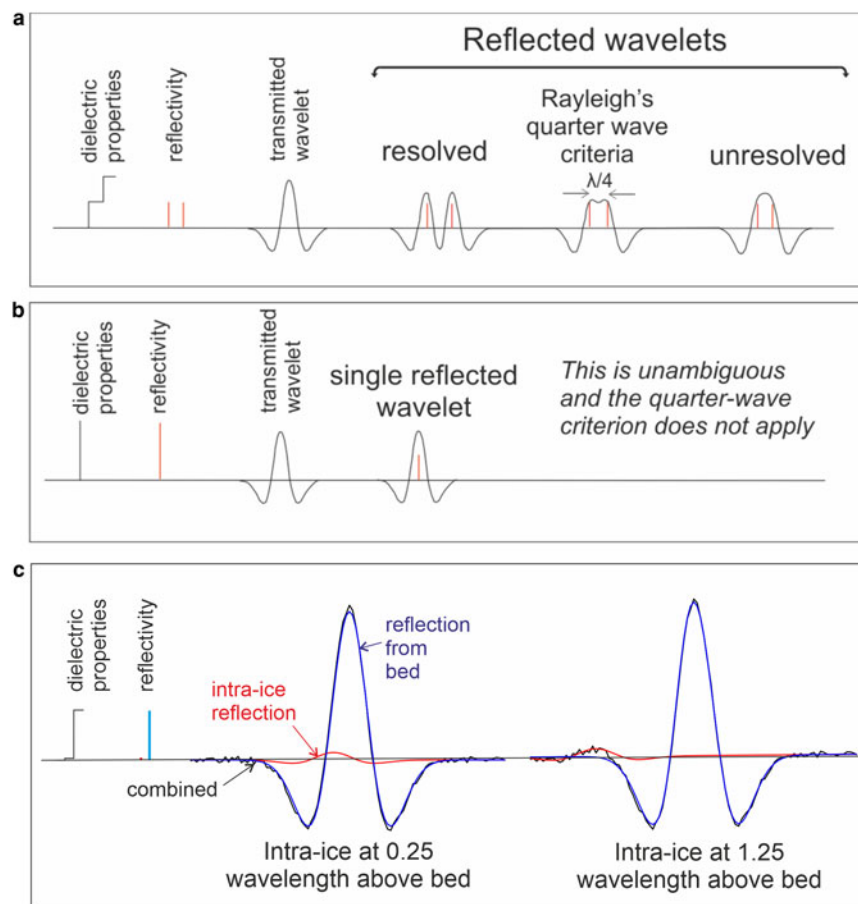 a
Reflected wavelets
dielectric
properties
reflectivity
transmitted
wavelet
resolved
Rayleigh's
quarter wave
criteria
λ/4
unresolved
b
dielectric
properties
reflectivity
transmitted
wavelet
single reflected
wavelet
This is unambiguous
and the quarter-wave
criterion does not apply
c
dielectric
properties
reflectivity
intra-ice
reflection
reflection
from
bed
combined
Intra-ice at 0.25
wavelength above bed
Intra-ice at 1.25
wavelength above bed